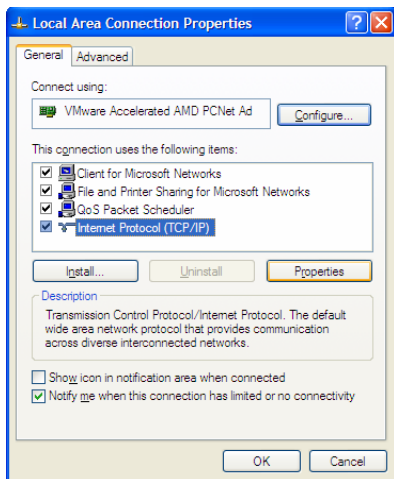 Local Area Connection Properties
General Advanced
Connect using:
VMware Accelerated AMD PCNet Ad Configure...
This connection uses the following items:
Client for Microsoft Networks
File and Printer Sharing for Microsoft Networks
QoS Packet Scheduler
Internet Protocol (TCP/IP)
Install... Uninstall Properties
Description
Transmission Control Protocol/Internet Protocol. The default
wide area network protocol that provides communication
across diverse interconnected networks.
Show icon in notification area when connected
Notify me when this connection has limited or no connectivity
OK Cancel